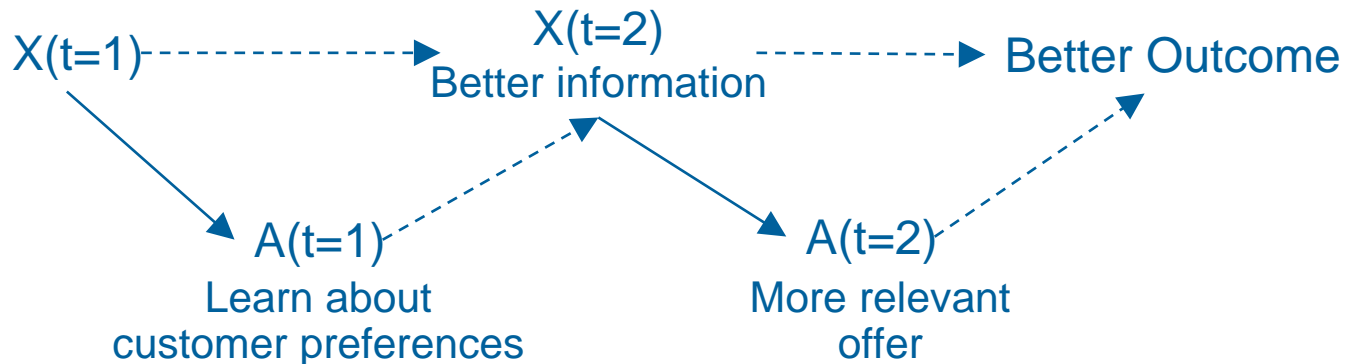 X(t=1)
X(t=2)
Better information
Better Outcome
A(t=1)
Learn about
customer preferences
A(t=2)
More relevant
offer